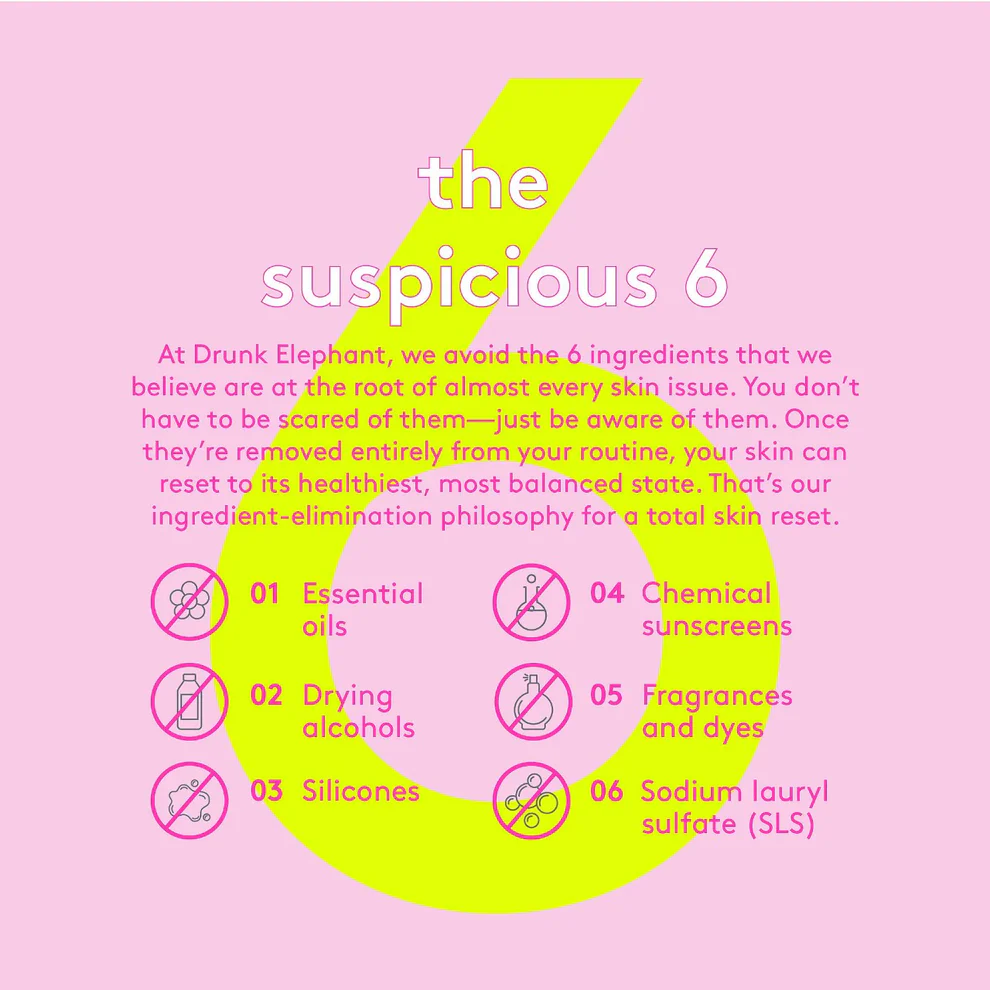 the
suspicious 6
At Drunk Elephant, we avoid the 6 ingredients that we
believe are at the root of almost every skin issue. You don’t
have to be scared of them—just be aware of them. Once
they’re removed entirely from your routine, your skin can
reset to its healthiest, most balanced state. That’s our
ingredient-elimination philosophy for a total skin reset.
01 Essential
oils
02 Drying
alcohols
03 Silicones
04 Chemical
sunscreens
05 Fragrances
and dyes
06 Sodium lauryl
sulfate (SLS)